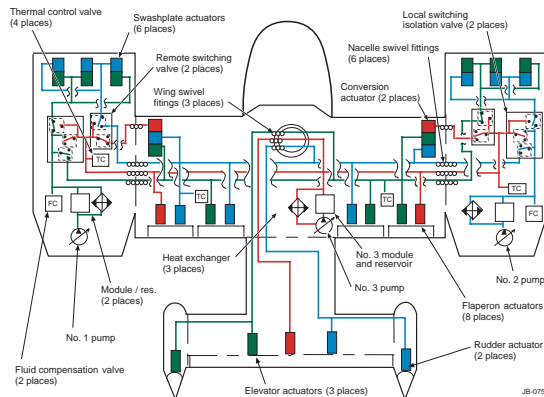 Thermal control valve
(4 places)
Swashplate actuators
(6 places)
Remote switching
valve (2 places)
Wing swivel
fitings (3 places)
Local switching
isolation valve (2 places)
Nacelle swivel fittings
(6 places)
Conversion
actuator (2 places)
TC
TC
TC
TC
FC
FC
Heat exchanger
(3 places)
No. 3 module
and reservoir
No. 3 pump
Module / res.
(2 places)
No. 1 pump
No. 2 pump
Flaperon actuators
(8 places)
Fluid compensation valve
(2 places)
Elevator actuators (3 places)
Rudder actuator
(2 places)
JB-075